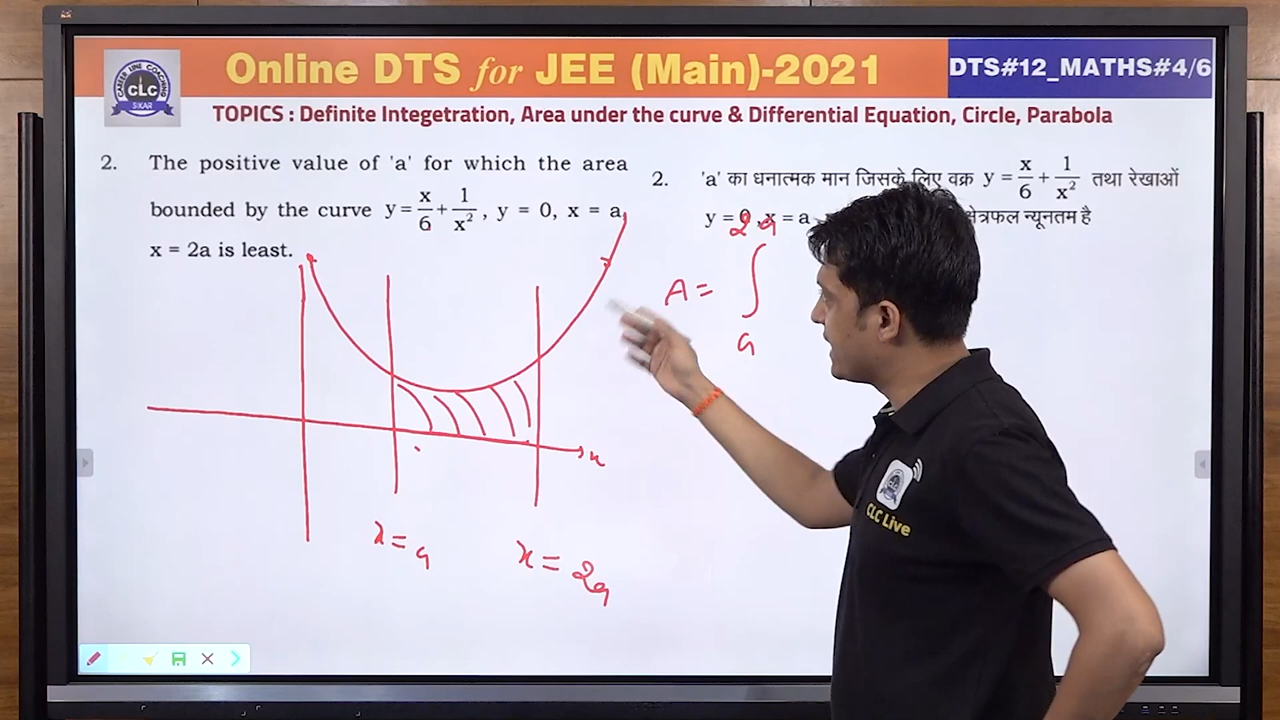 Online DTS for JEE (Main)-2021
DTS#12_MATHS#4/6
CAREER LINE COACHING
CLC
SIKAR
TOPICS : Definite Integetration, Area under the curve & Differential Equation, Circle, Parabola
2. The positive value of 'a' for which the area
bounded by the curve y = x/6 + 1/x², y = 0, x = a,
x = 2a is least.
2. 'a' का धनात्मक मान जिसके लिए वक्र y = x/6 + 1/x² तथा रेखाओं
y = 0, x = a क्षेत्रफल न्यूनतम है
A = ∫ a 2a
x
x = a
x = 2a
CLC Live